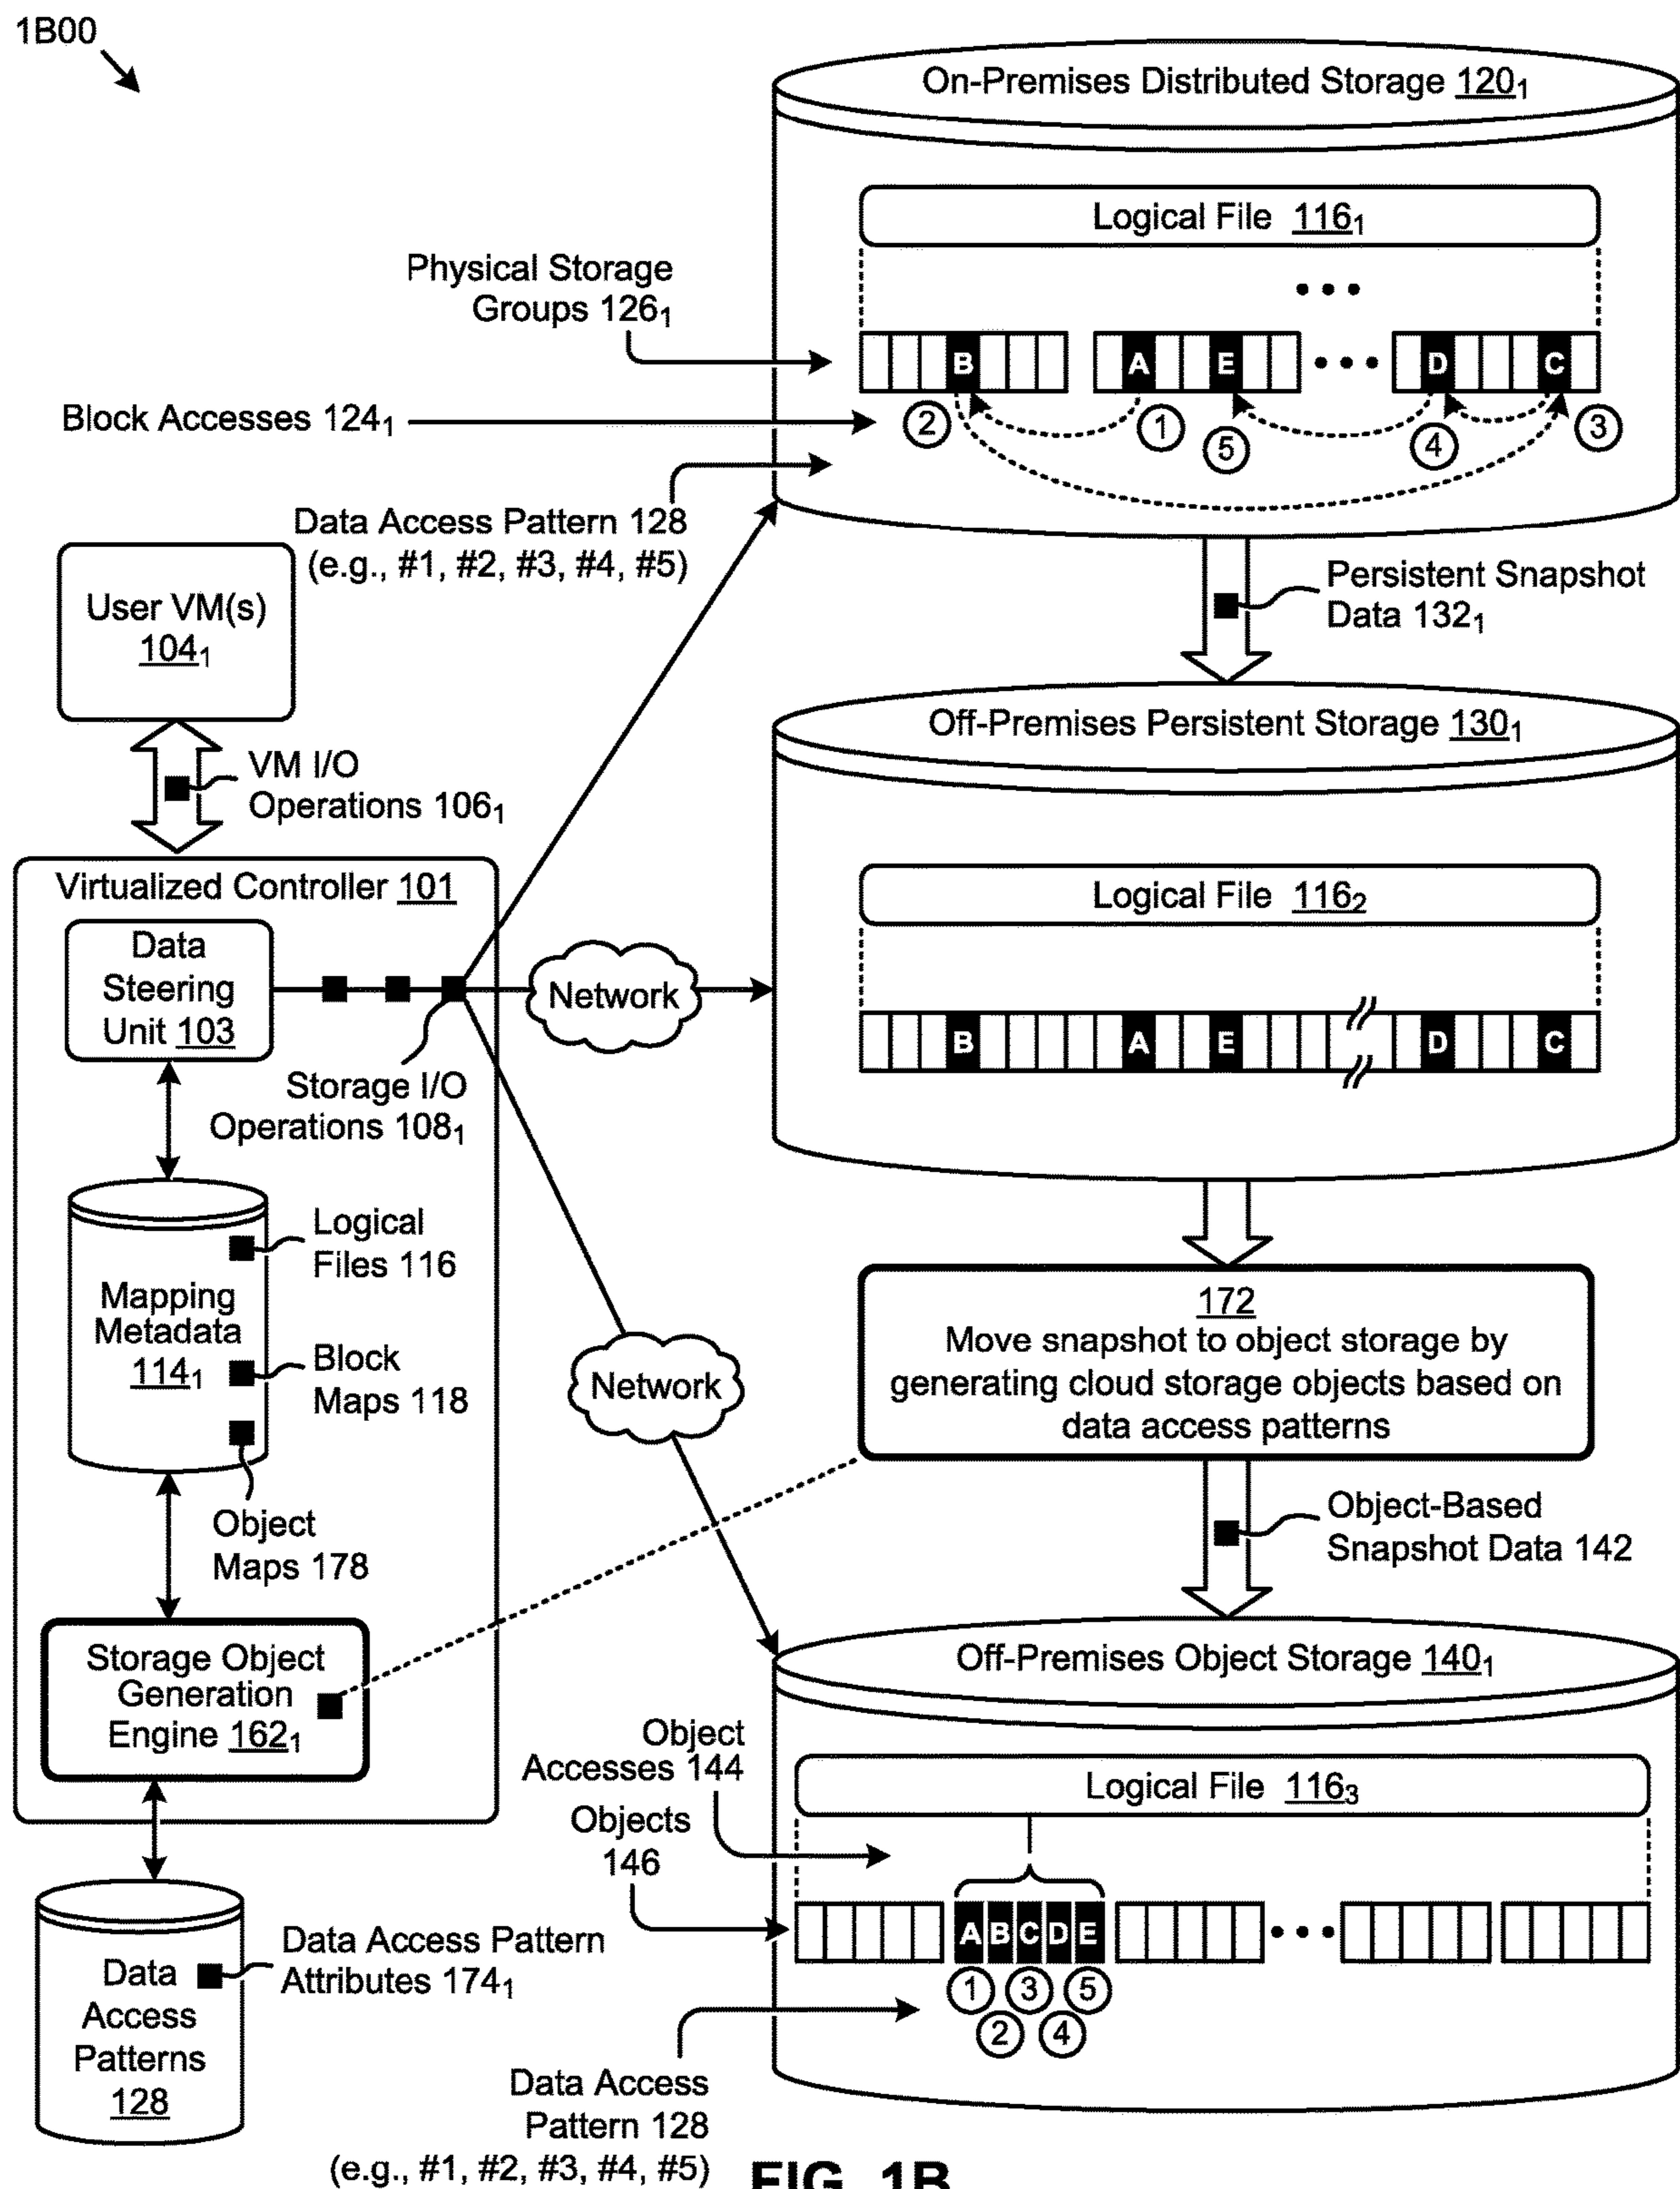 1B00
On-Premises Distributed Storage 120₁
Logical File 116₁
Physical Storage
Groups 126₁
B
A
E
D
C
Block Accesses 124₁
2
1
5
4
3
Data Access Pattern 128
(e.g., #1, #2, #3, #4, #5)
User VM(s)
104₁
Persistent Snapshot
Data 132₁
VM I/O
Operations 106₁
Off-Premises Persistent Storage 130₁
Logical File 116₂
B
A
E
D
C
Virtualized Controller 101
Data
Steering
Unit 103
Network
Storage I/O
Operations 108₁
Logical
Files 116
Mapping
Metadata
114₁
Block
Maps 118
Object
Maps 178
Network
172
Move snapshot to object storage by
generating cloud storage objects based on
data access patterns
Object-Based
Snapshot Data 142
Storage Object
Generation
Engine 162₁
Off-Premises Object Storage 140₁
Object
Accesses 144
Logical File 116₃
Objects
146
A
B
C
D
E
1
2
3
4
5
Data
Access
Patterns
128
Data Access Pattern
Attributes 174₁
Data Access
Pattern 128
(e.g., #1, #2, #3, #4, #5)
FIG. 1B